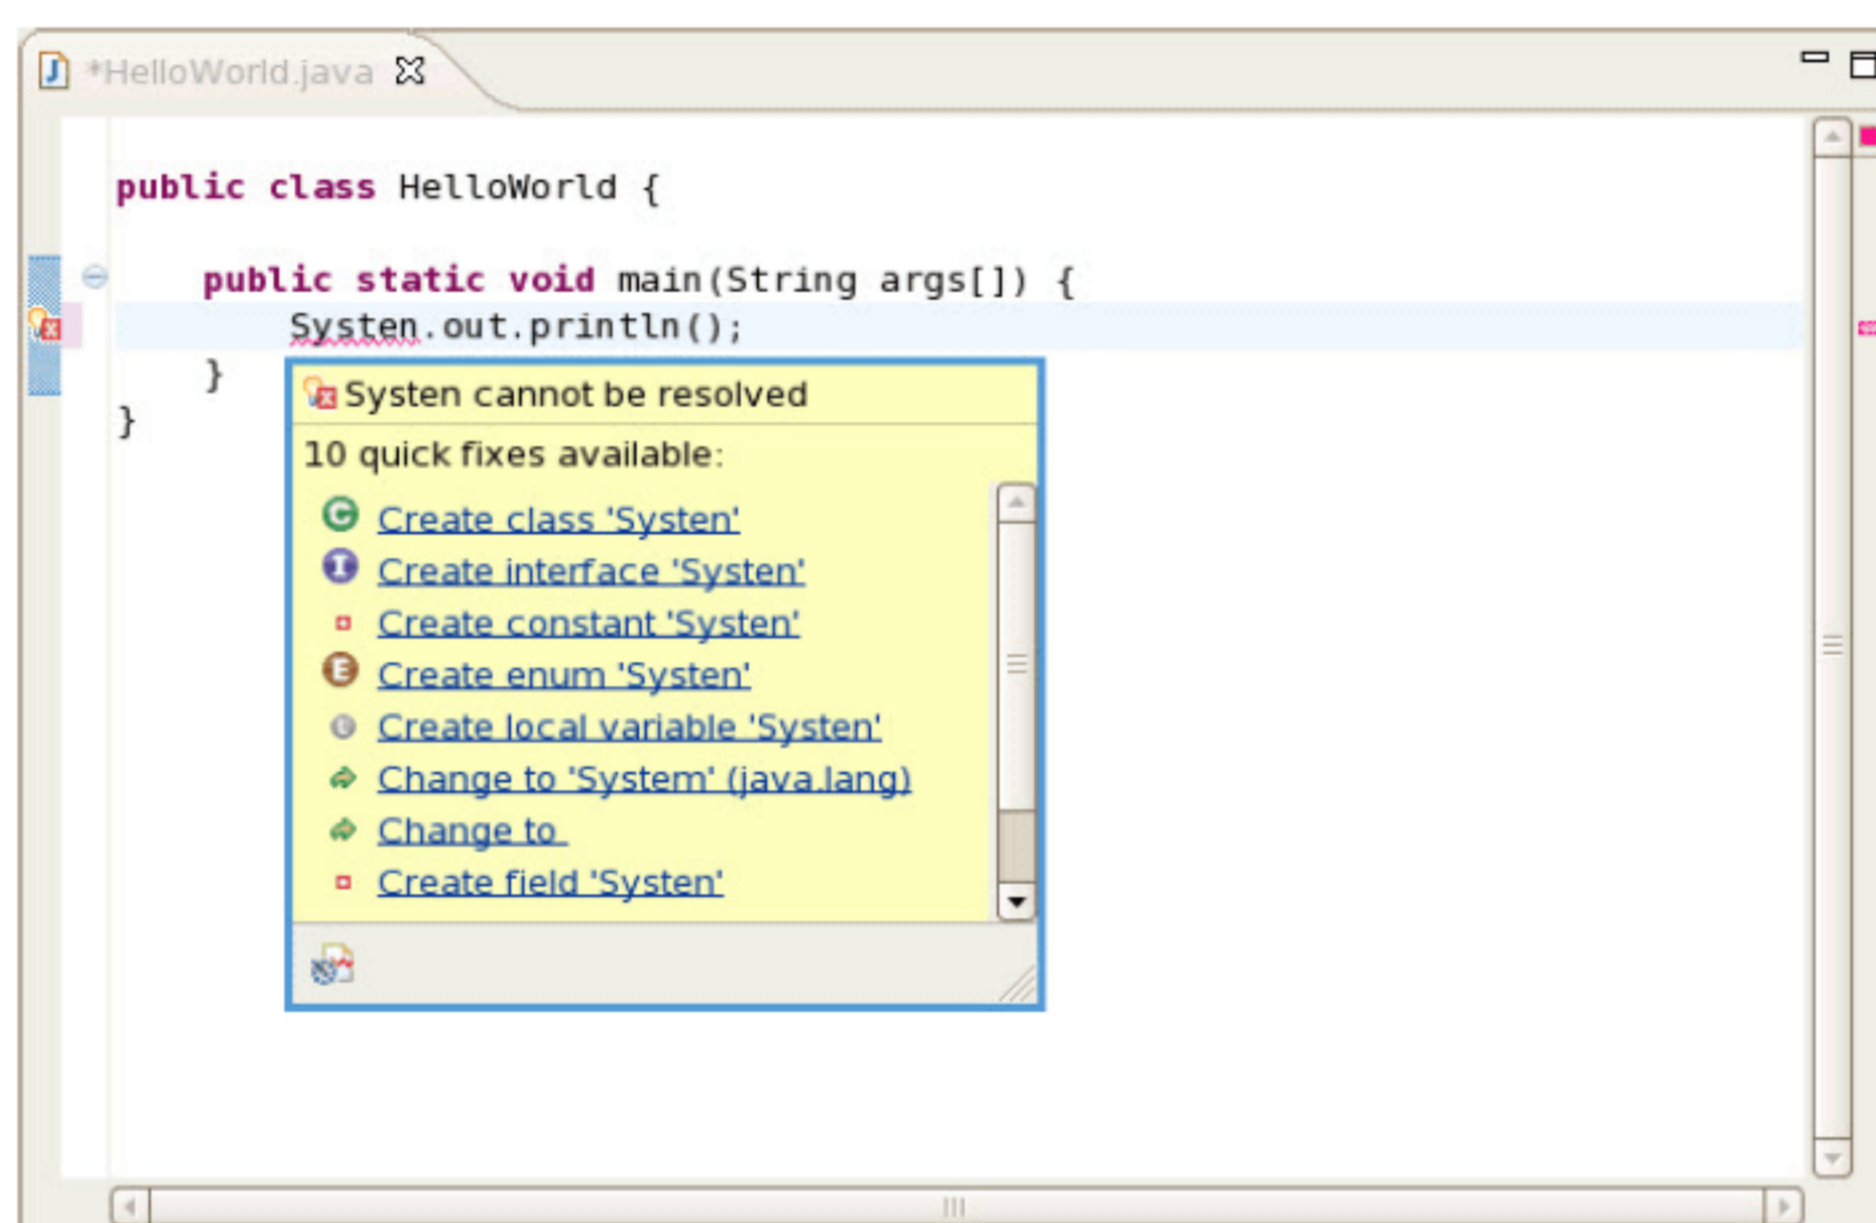 *HelloWorld.java
public class HelloWorld {
public static void main(String args[]) {
Systen.out.println();
}
}
Systen cannot be resolved
10 quick fixes available:
Create class 'Systen'
Create interface 'Systen'
Create constant 'Systen'
Create enum 'Systen'
Create local variable 'Systen'
Change to 'System' (java.lang)
Change to
Create field 'Systen'